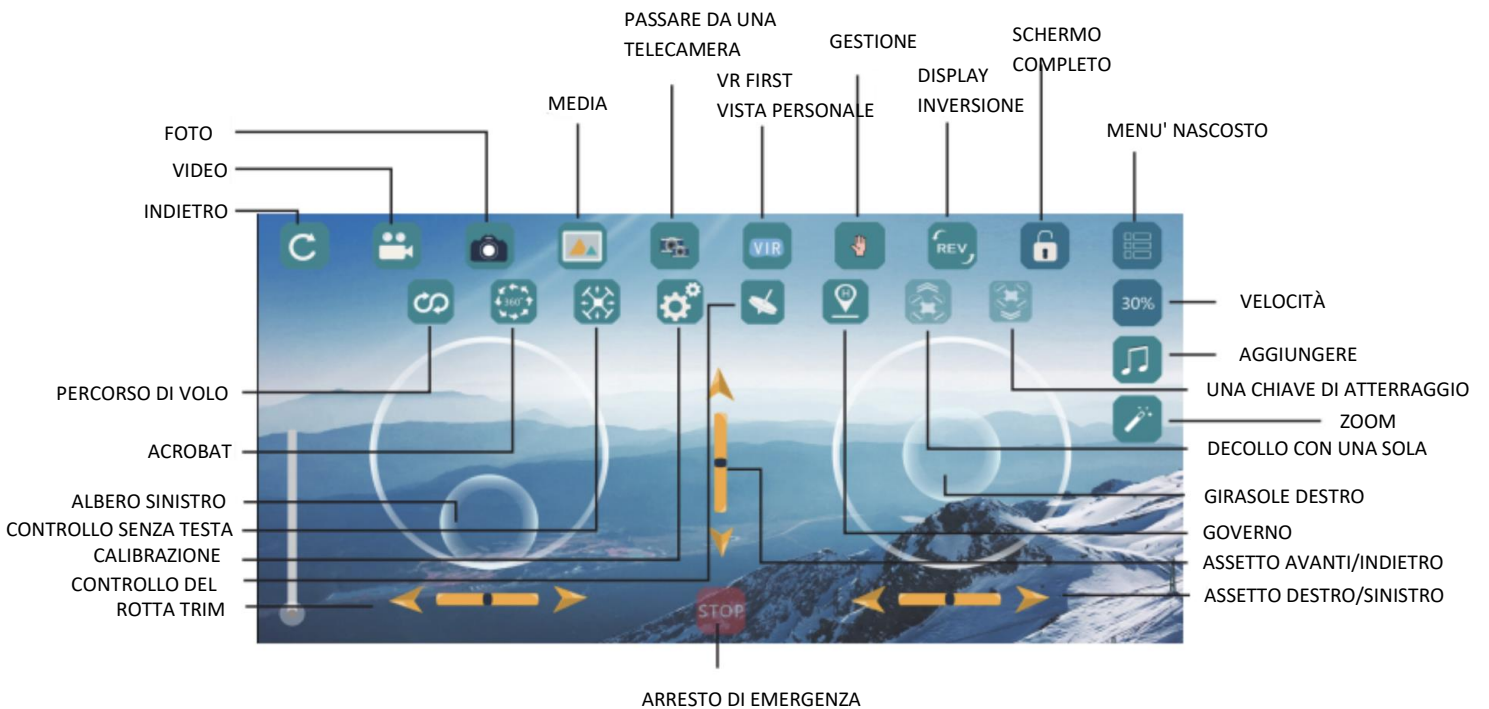 PASSARE DA UNA
TELECAMERA
GESTIONE
SCHERMO
COMPLETO
VR FIRST
VISTA PERSONALE
DISPLAY
INVERSIONE
MEDIA
FOTO
MENU' NASCOSTO
VIDEO
INDIETRO
VIR
REV
360°
H
30%
VELOCITÀ
AGGIUNGERE
PERCORSO DI VOLO
UNA CHIAVE DI ATTERRAGGIO
ZOOM
ACROBAT
DECOLLO CON UNA SOLA
ALBERO SINISTRO
GIRASOLE DESTRO
CONTROLLO SENZA TESTA
GOVERNO
CALIBRAZIONE
ASSETTO AVANTI/INDIETRO
CONTROLLO DEL
ROTTA TRIM
ASSETTO DESTRO/SINISTRO
STOP
ARRESTO DI EMERGENZA